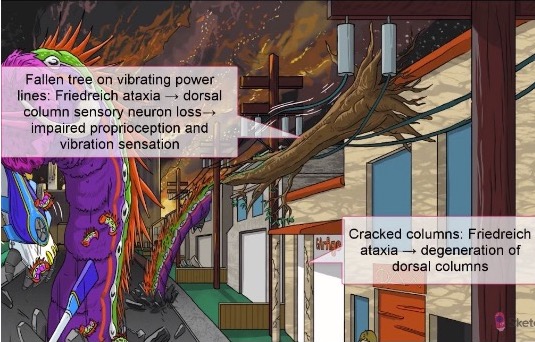 Fallen tree on vibrating power
lines: Friedreich ataxia → dorsal
column sensory neuron loss→
impaired proprioception and
vibration sensation
Cracked columns: Friedreich
ataxia → degeneration of
dorsal columns